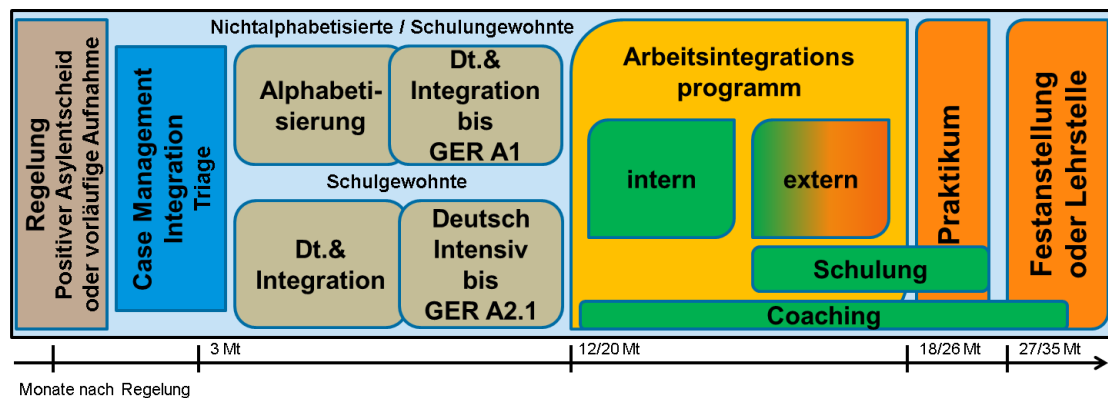 Regelung
Positiver Asylentscheid
oder vorläufige Aufnahme
Case Management
Integration
Triage
Nichtalphabetisierte / Schulungewohnte
Alphabeti-
sierung
Dt.&
Integration
bis
GER A1
Schulgewohnte
Dt.&
Integration
Deutsch
Intensiv
bis
GER A2.1
Arbeitsintegrations
programm
intern
extern
Schulung
Coaching
Praktikum
Festanstellung
oder Lehrstelle
3 Mt
12/20 Mt
18/26 Mt
27/35 Mt
Monate nach Regelung